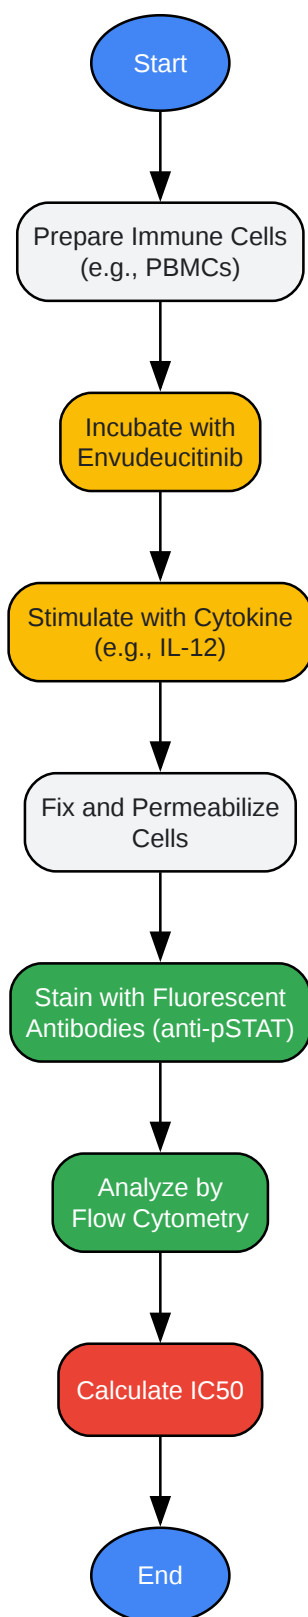 Start
Prepare Immune Cells
(e.g., PBMCs)
Incubate with
Envudeucitinib
Stimulate with Cytokine
(e.g., IL-12)
Fix and Permeabilize
Cells
Stain with Fluorescent
Antibodies (anti-pSTAT)
Analyze by
Flow Cytometry
Calculate IC50
End